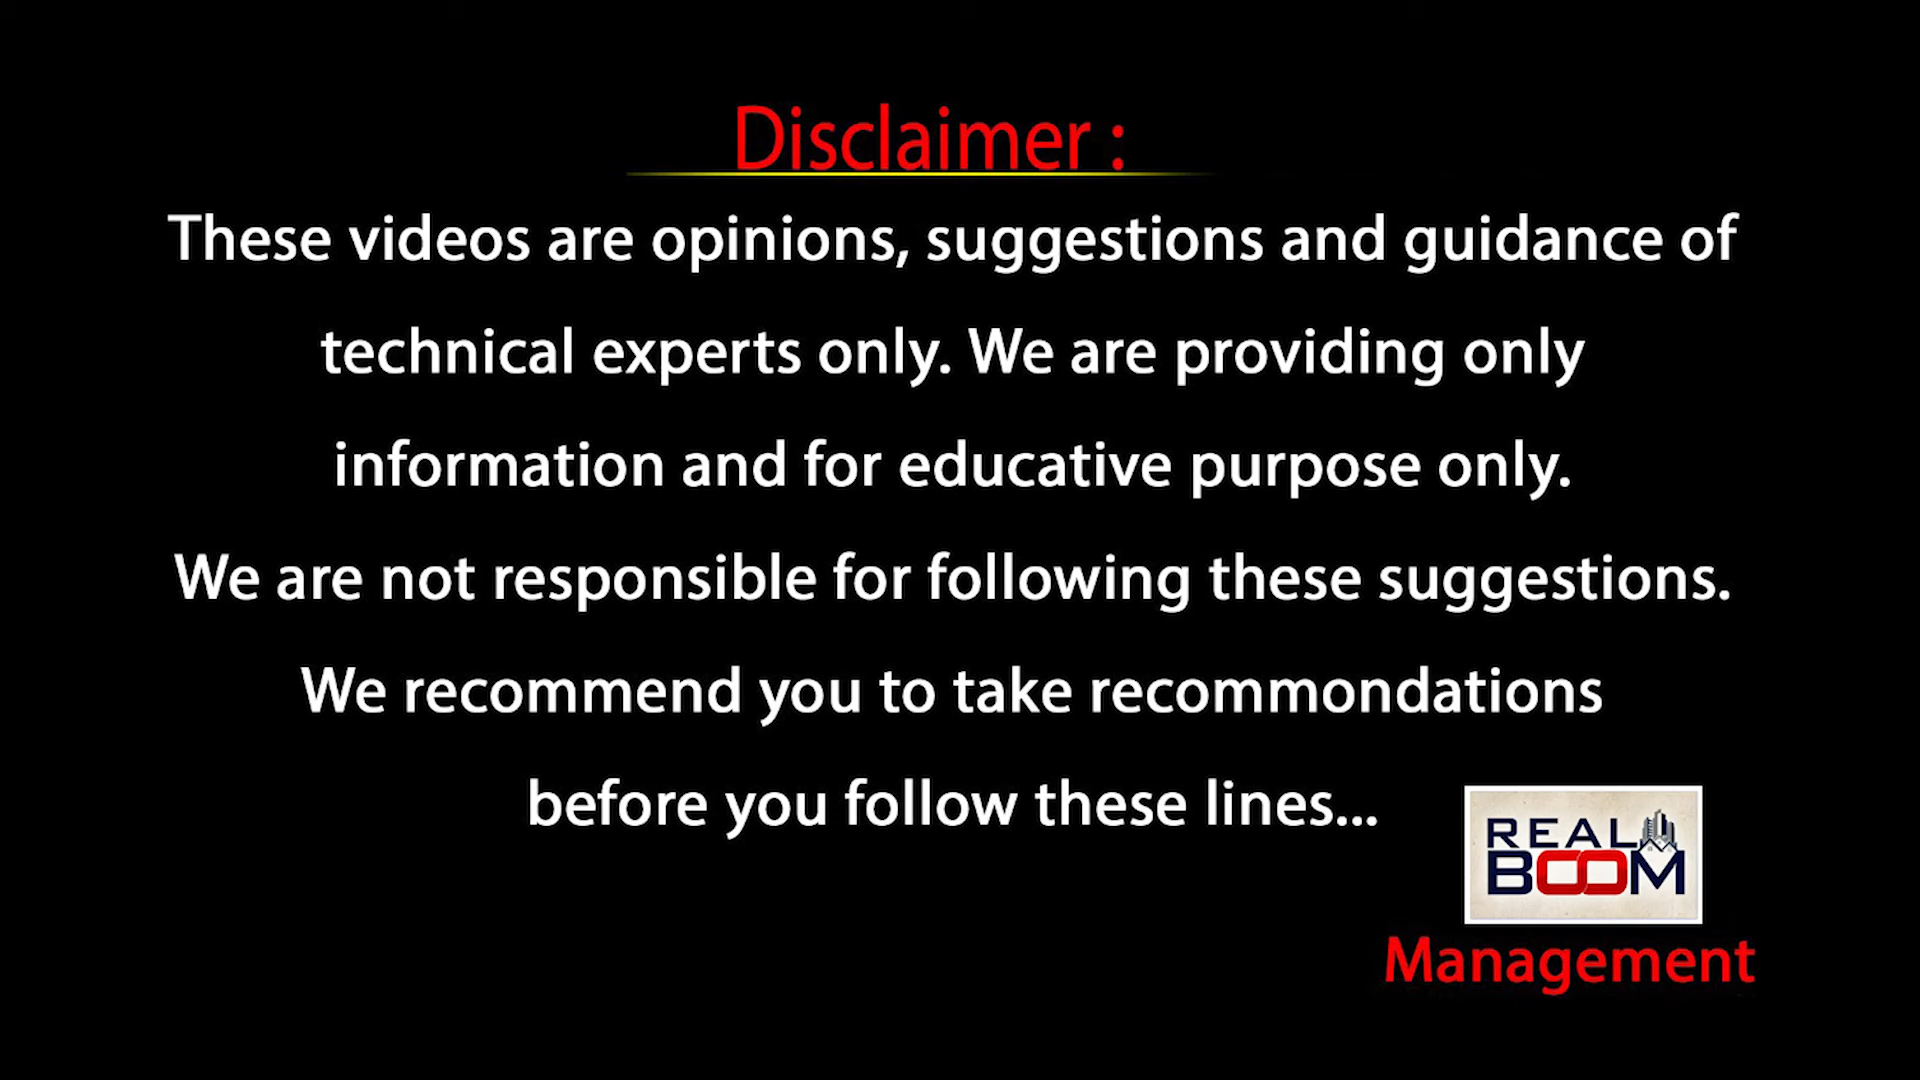 Disclaimer :
These videos are opinions, suggestions and guidance of
technical experts only. We are providing only
information and for educative purpose only.
We are not responsible for following these suggestions.
We recommend you to take recommondations
before you follow these lines...
REAL
BOOM
Management